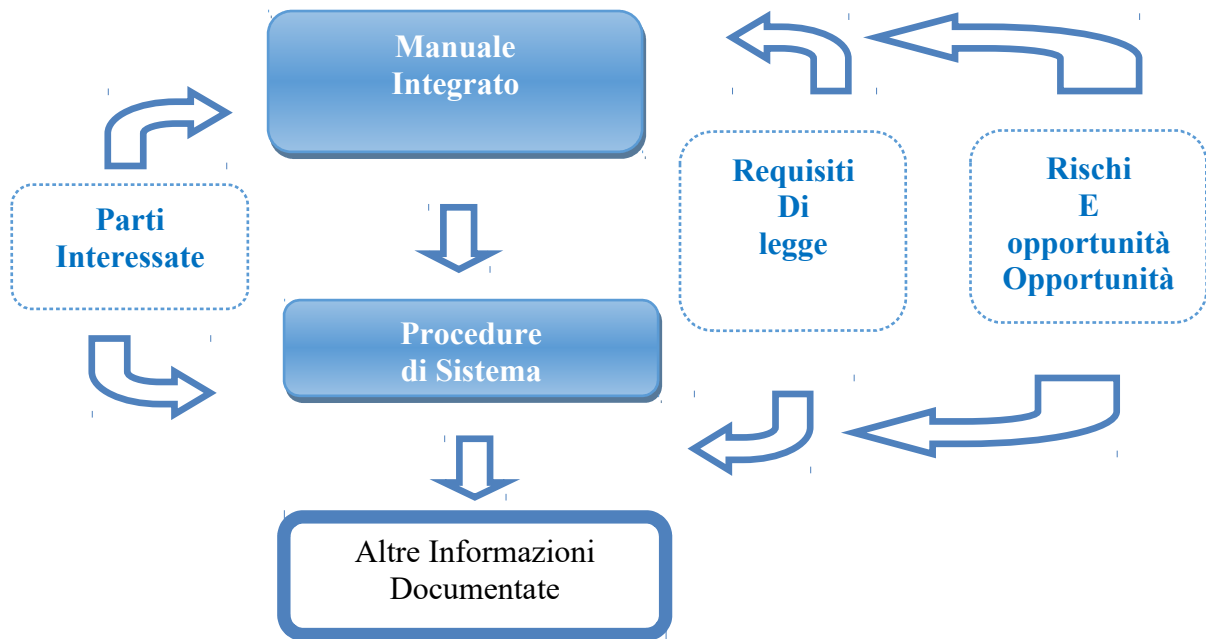 Manuale
Integrato
Parti
Interessate
Requisiti
Di
legge
Rischi
E
opportunità
Opportunità
Procedure
di Sistema
Altre Informazioni
Documentate